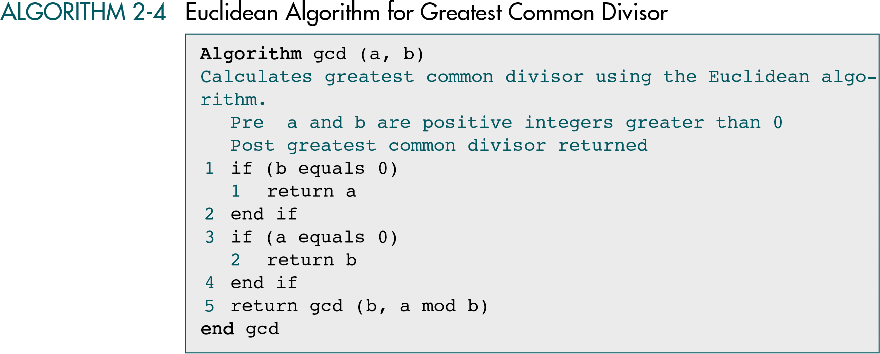 ALGORITHM 2-4 Euclidean Algorithm for Greatest Common Divisor
Algorithm gcd (a, b)
Calculates greatest common divisor using the Euclidean algo-
rithm.
Pre a and b are positive integers greater than 0
Post greatest common divisor returned
1 if (b equals 0)
1 return a
2 end if
3 if (a equals 0)
2 return b
4 end if
5 return gcd (b, a mod b)
end gcd